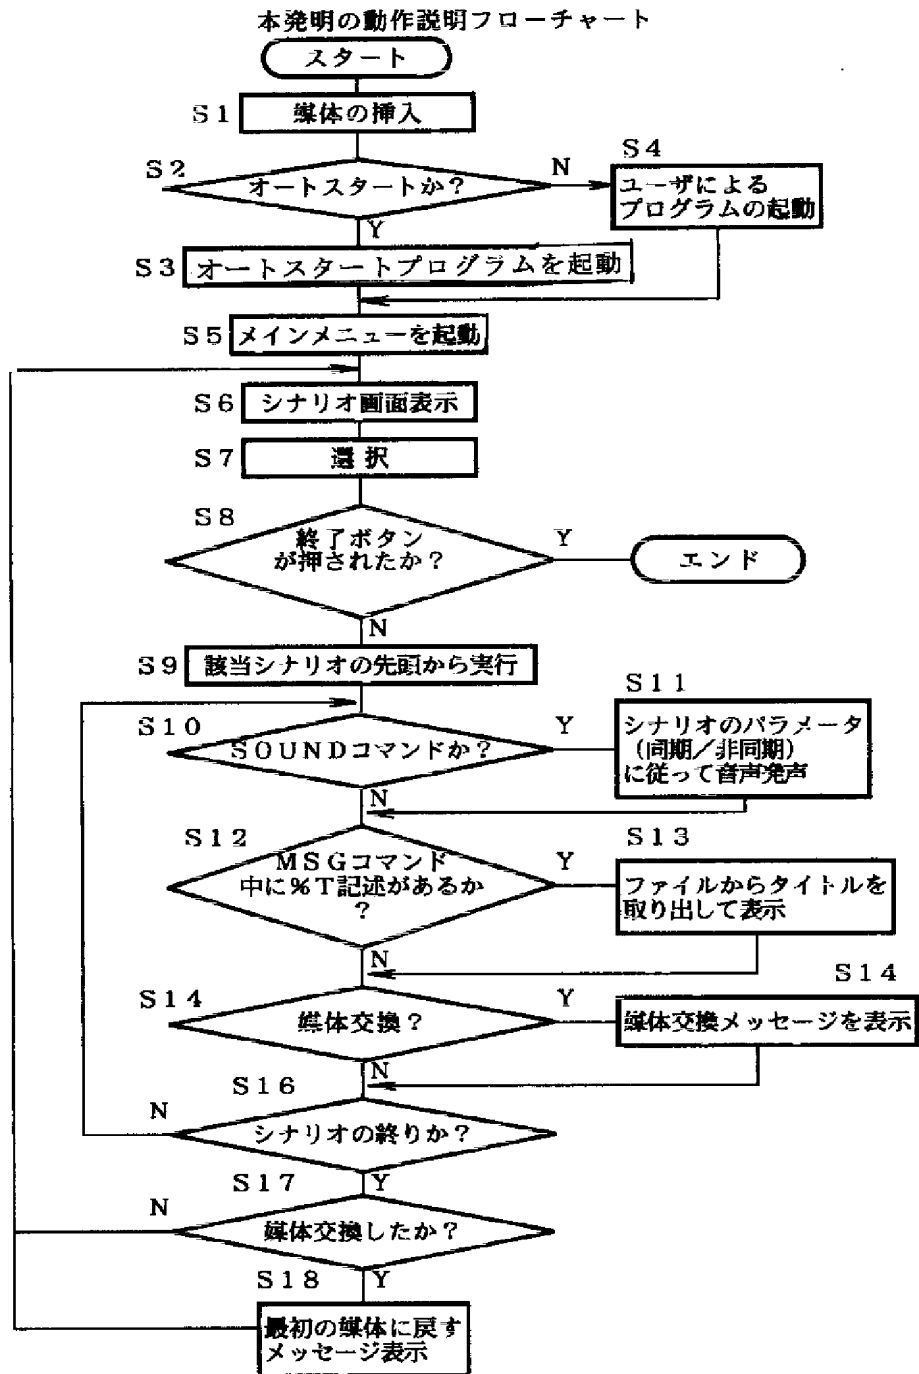 本発明の動作説明フローチャート
スタート
S1
媒体の挿入
S2
オートスタートか?
N
Y
S4
ユーザによる
プログラムの起動
S3
オートスタートプログラムを起動
S5
メインメニューを起動
S6
シナリオ画面表示
S7
選択
S8
終了ボタン
が押されたか?
Y
エンド
N
S9
該当シナリオの先頭から実行
S10
SOUNDコマンドか?
Y
N
S11
シナリオのパラメータ
(同期/非同期)
に従って音声発声
S12
MSGコマンド
中に%T記述があるか
?
Y
N
S13
ファイルからタイトルを
取り出して表示
S14
媒体交換?
Y
N
S14
媒体交換メッセージを表示
S16
シナリオの終りか?
N
Y
S17
媒体交換したか?
N
Y
S18
最初の媒体に戻す
メッセージ表示